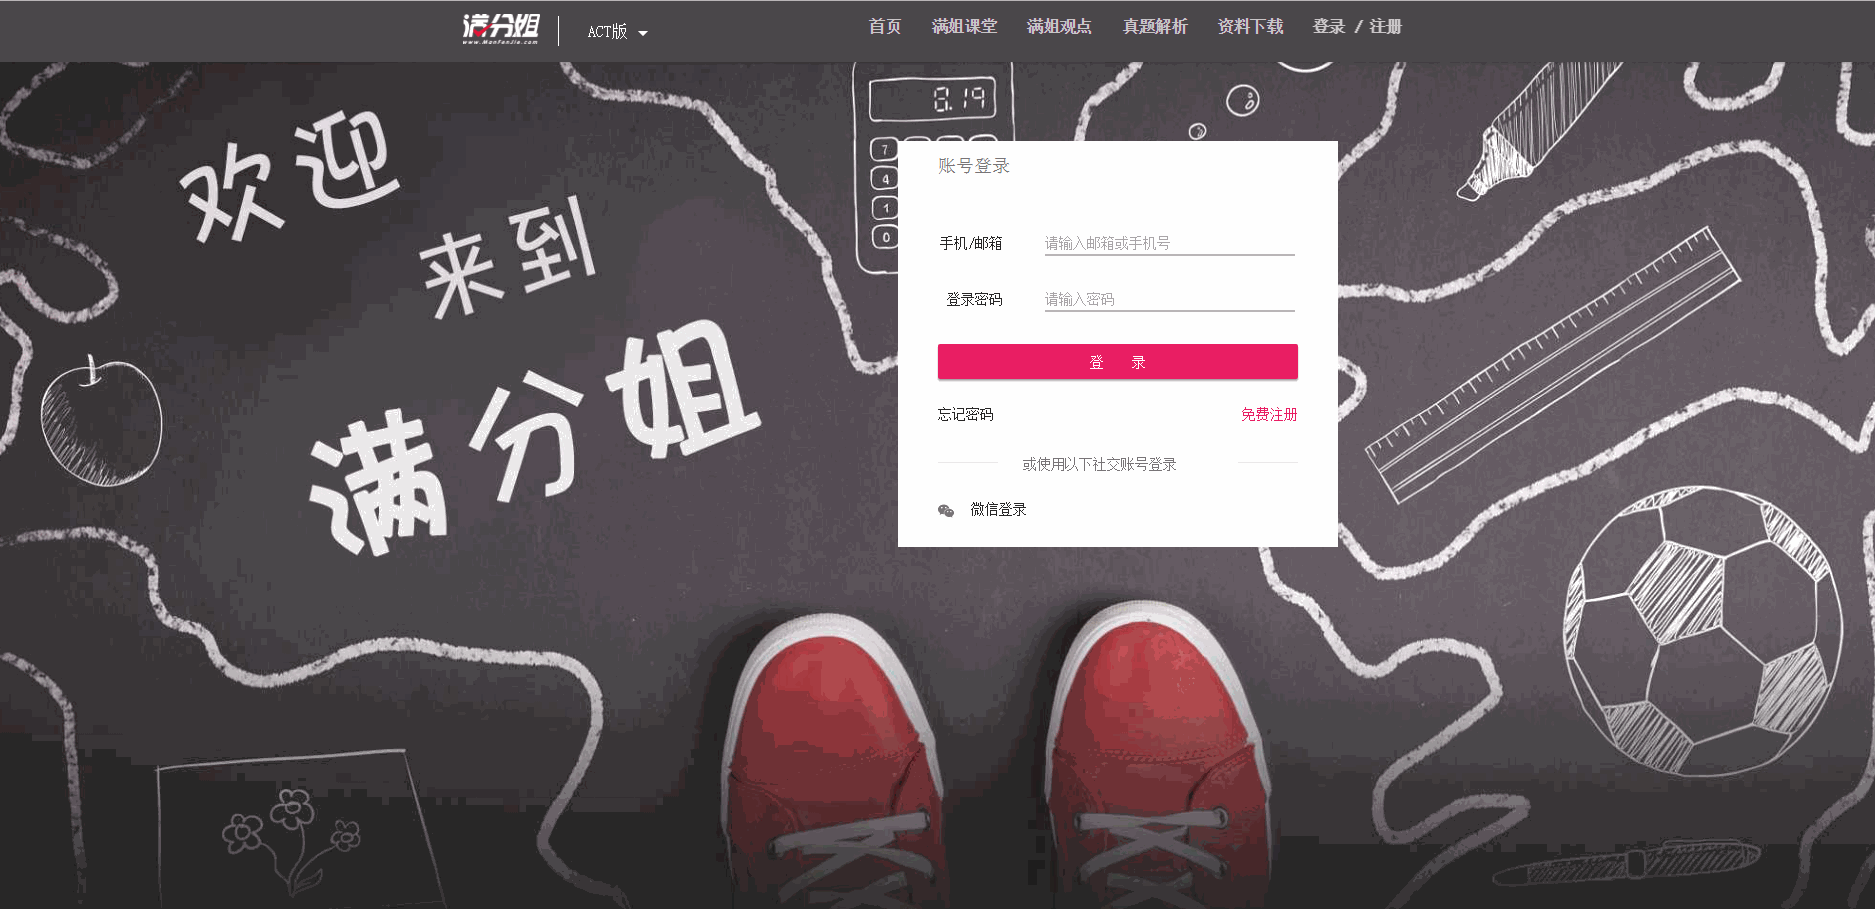 满分姐
www.ManFenJie.com
ACT版
首页 满姐课堂 满姐观点 真题解析 资料下载 登录 / 注册
欢迎
来到
满分姐
8.19
7
4
1
0
账号登录
手机/邮箱 请输入邮箱或手机号
登录密码 请输入密码
登 录
忘记密码 免费注册
或使用以下社交账号登录
微信登录